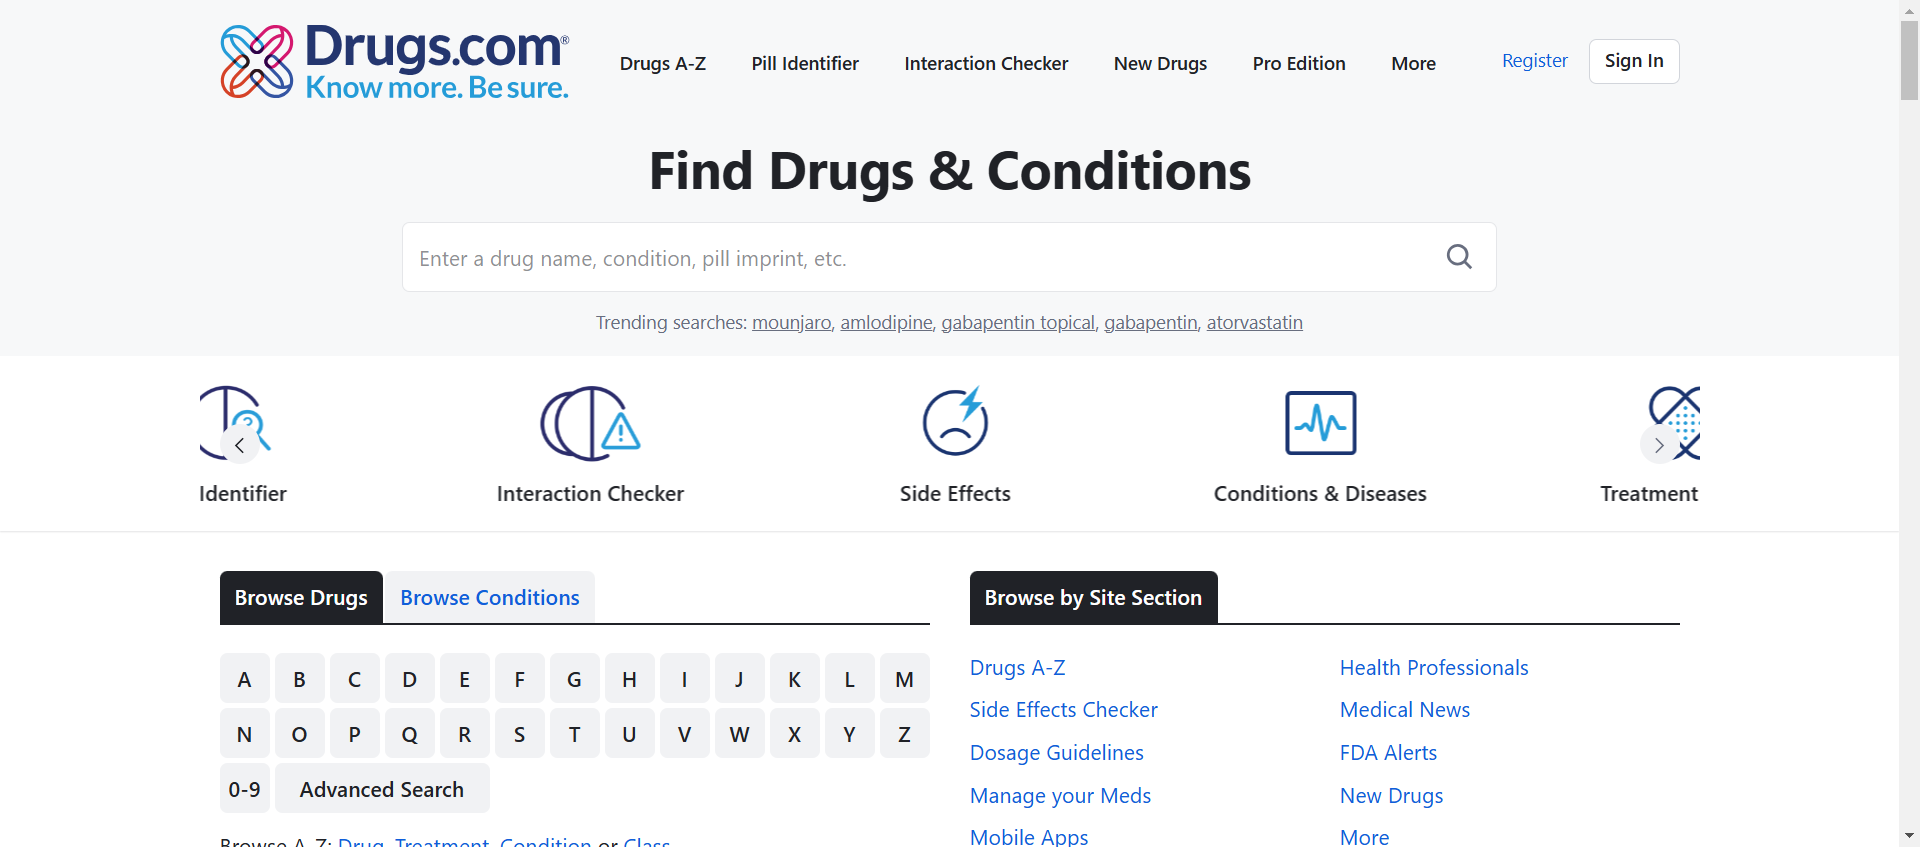 Drugs.com®
Know more. Be sure.
Drugs A-Z Pill Identifier Interaction Checker New Drugs Pro Edition More Register Sign In
Find Drugs & Conditions
Enter a drug name, condition, pill imprint, etc.
Trending searches: mounjaro, amlodipine, gabapentin topical, gabapentin, atorvastatin
Identifier Interaction Checker Side Effects Conditions & Diseases Treatment
Browse Drugs Browse Conditions
A B C D E F G H I J K L M
N O P Q R S T U V W X Y Z
0-9 Advanced Search
Browse A-Z: Drug, Treatment, Condition or Class
Browse by Site Section
Drugs A-Z
Side Effects Checker
Dosage Guidelines
Manage your Meds
Mobile Apps
Health Professionals
Medical News
FDA Alerts
New Drugs
More